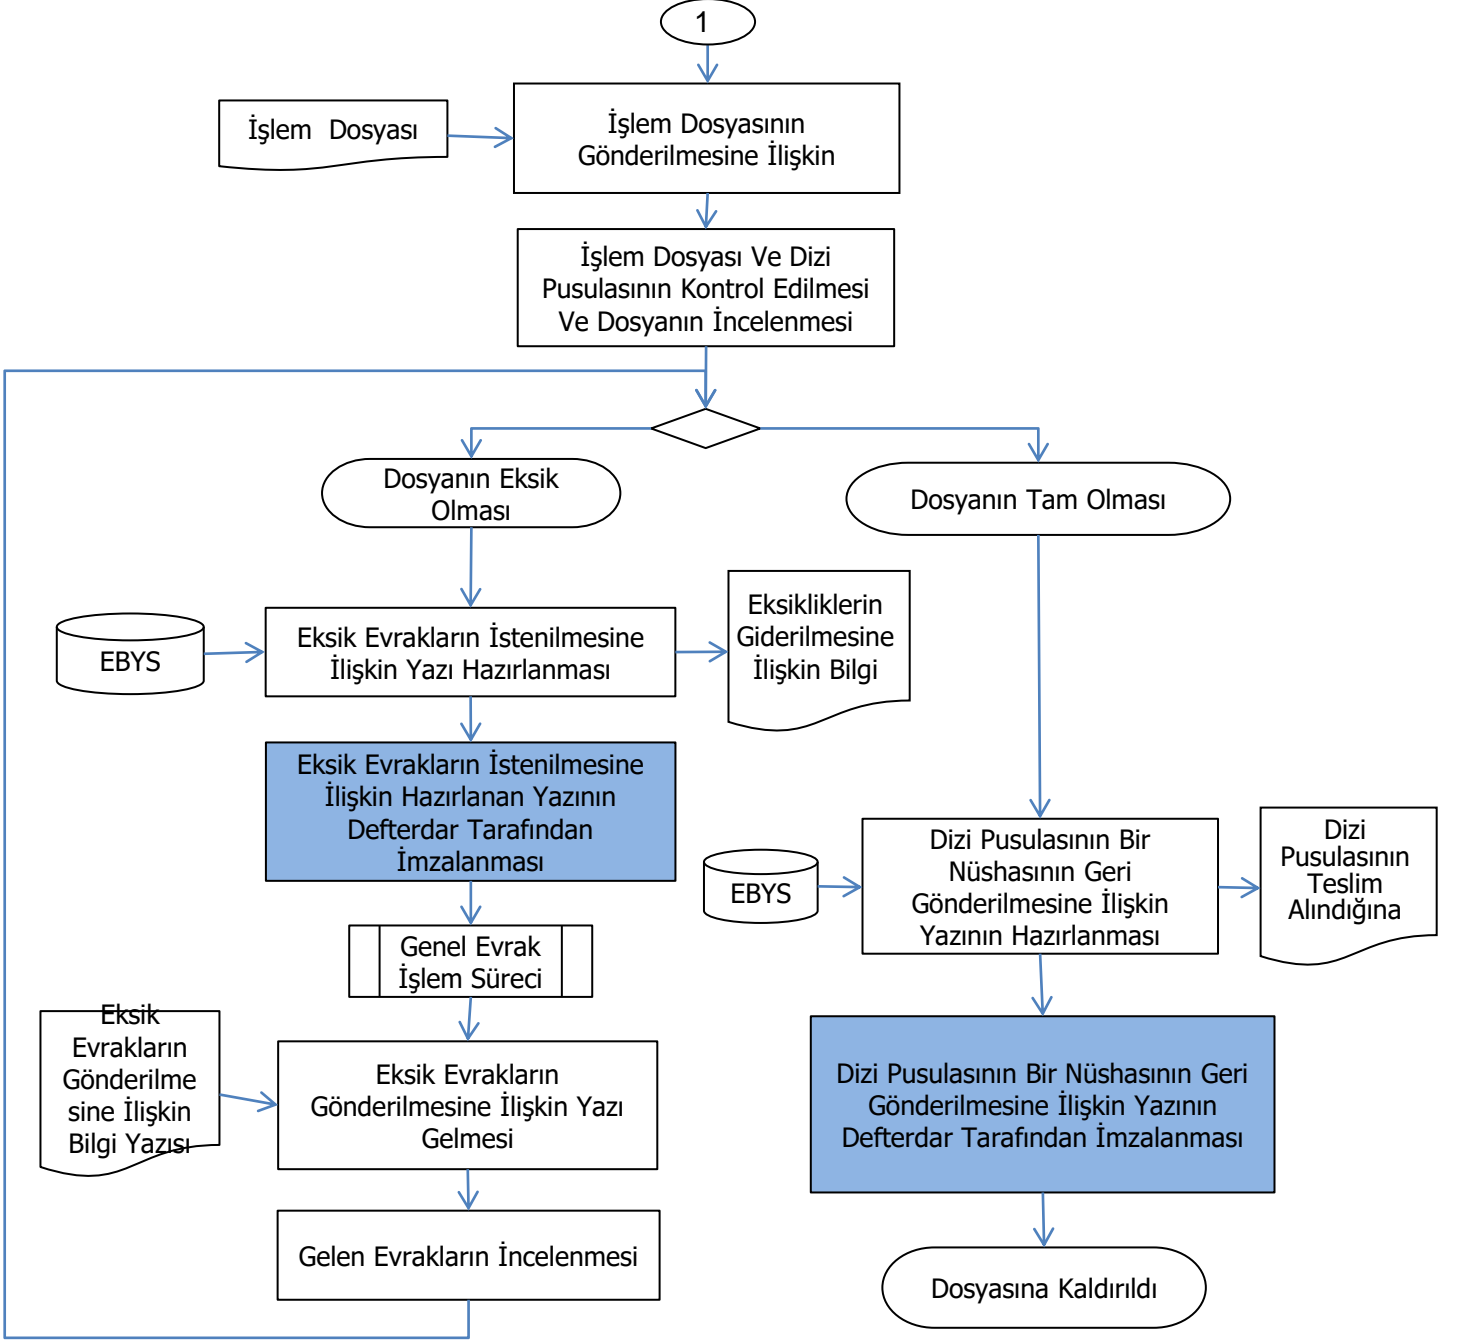 1
İşlem Dosyası
İşlem Dosyasının
Gönderilmesine İlişkin
İşlem Dosyası Ve Dizi
Pusulasının Kontrol Edilmesi
Ve Dosyanın İncelenmesi
Dosyanın Eksik
Olması
Dosyanın Tam Olması
EBYS
Eksik Evrakların İstenilmesine
İlişkin Yazı Hazırlanması
Eksikliklerin
Giderilmesine
İlişkin Bilgi
Eksik Evrakların İstenilmesine
İlişkin Hazırlanan Yazının
Defterdar Tarafından
İmzalanması
EBYS
Dizi Pusulasının Bir
Nüshasının Geri
Gönderilmesine İlişkin
Yazının Hazırlanması
Dizi
Pusulasının
Teslim
Alındığına
Genel Evrak
İşlem Süreci
Eksik
Evrakların
Gönderilme
sine İlişkin
Bilgi Yazısı
Eksik Evrakların
Gönderilmesine İlişkin Yazı
Gelmesi
Dizi Pusulasının Bir Nüshasının Geri
Gönderilmesine İlişkin Yazının
Defterdar Tarafından İmzalanması
Gelen Evrakların İncelenmesi
Dosyasına Kaldırıldı